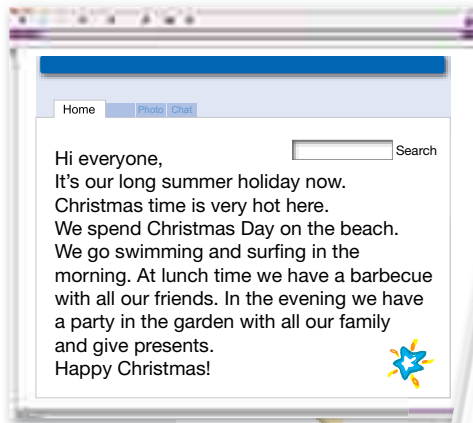 Home Photo Chat
Search
Hi everyone,
It's our long summer holiday now.
Christmas time is very hot here.
We spend Christmas Day on the beach.
We go swimming and surfing in the
morning. At lunch time we have a barbecue
with all our friends. In the evening we have
a party in the garden with all our family
and give presents.
Happy Christmas!